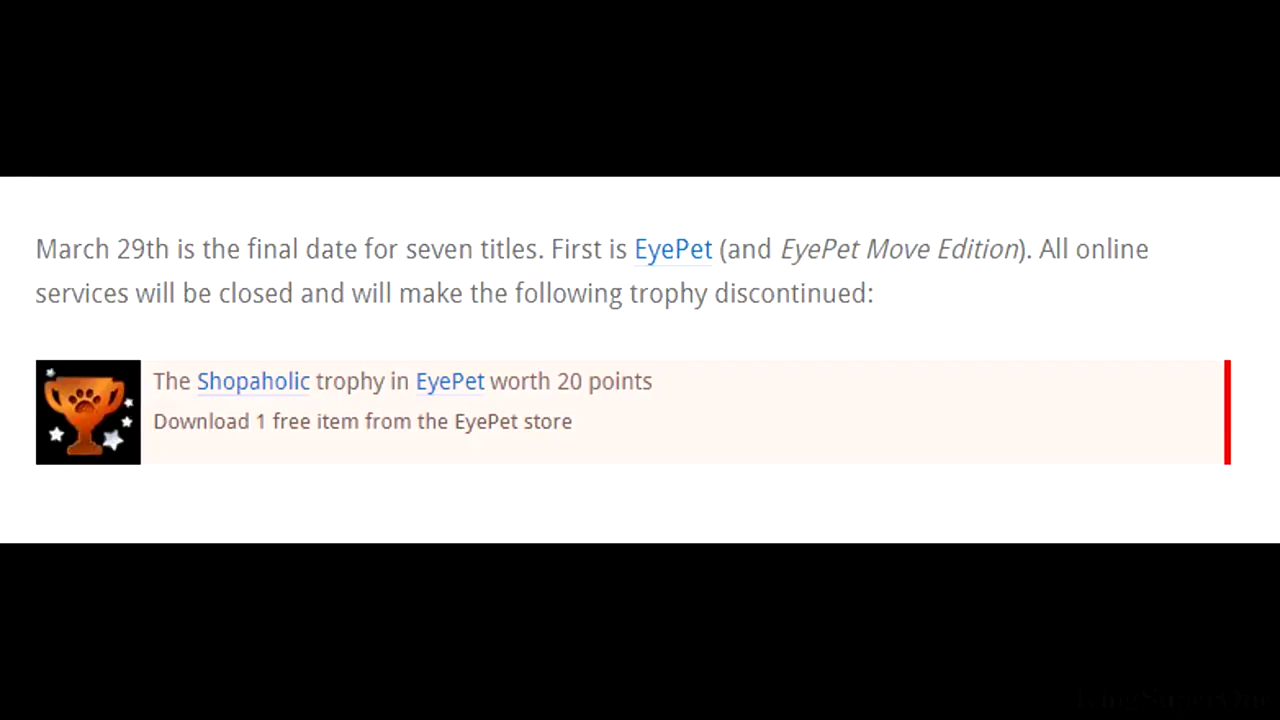 March 29th is the final date for seven titles. First is EyePet (and EyePet Move Edition). All online
services will be closed and will make the following trophy discontinued:
The Shopaholic trophy in EyePet worth 20 points
Download 1 free item from the EyePet store